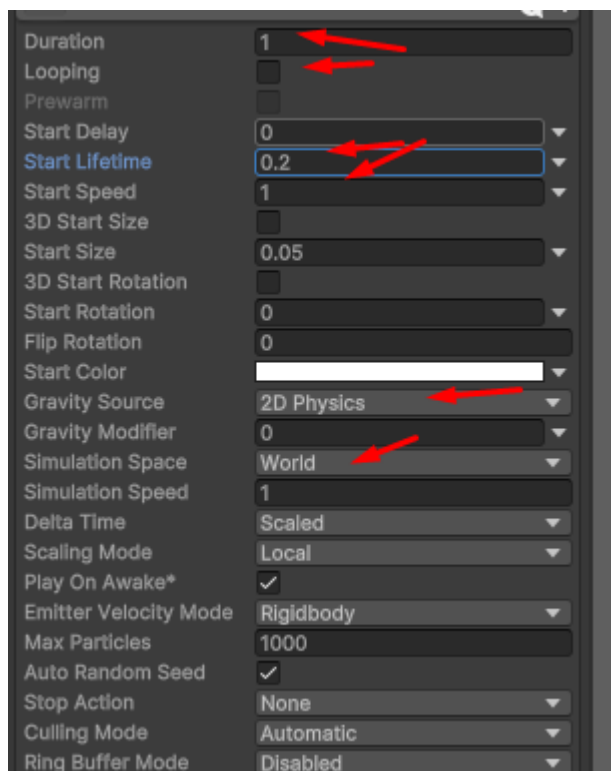 Duration 1
Looping
Prewarm
Start Delay 0
Start Lifetime 0.2
Start Speed 1
3D Start Size
Start Size 0.05
3D Start Rotation
Start Rotation 0
Flip Rotation 0
Start Color
Gravity Source 2D Physics
Gravity Modifier 0
Simulation Space World
Simulation Speed 1
Delta Time Scaled
Scaling Mode Local
Play On Awake*
Emitter Velocity Mode Rigidbody
Max Particles 1000
Auto Random Seed
Stop Action None
Culling Mode Automatic
Ring Buffer Mode Disabled